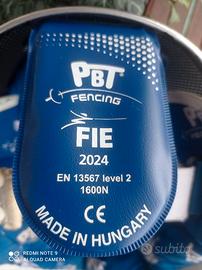 PBT
FENCING
FIE
2024
EN 13567 level 2
1600N
CE
MADE IN HUNGARY
REDMI NOTE 9
AI QUAD CAMERA
subito